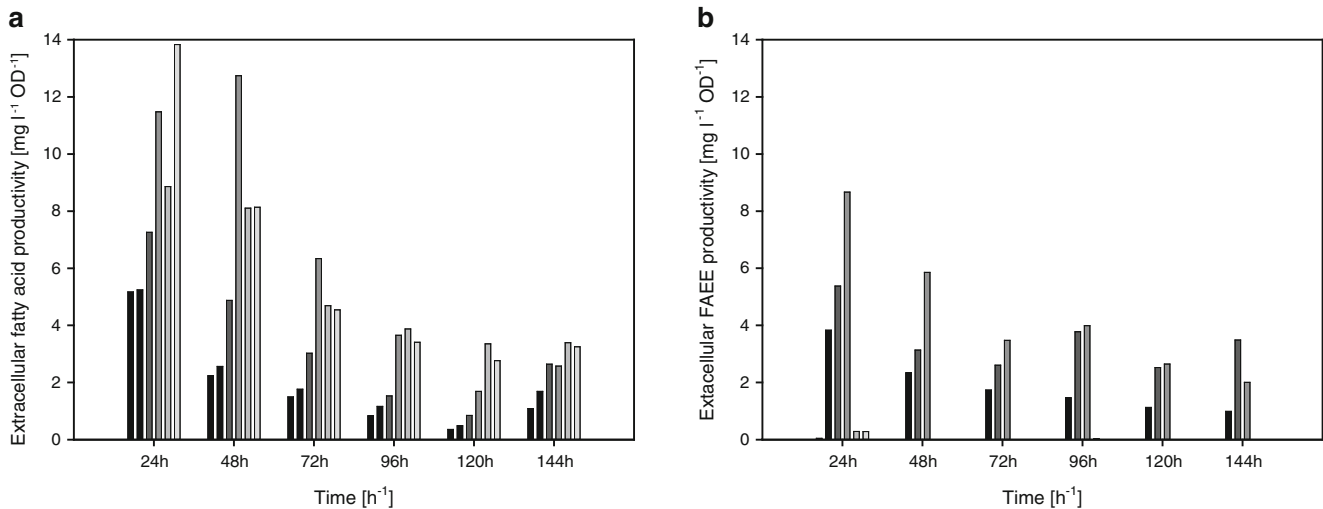 a
Extracellular fatty acid productivity [mg l⁻¹ OD⁻¹]
14
12
10
8
6
4
2
0
24h 48h 72h 96h 120h 144h
Time [h⁻¹]
b
Extacellular FAEE productivity [mg l⁻¹ OD⁻¹]
14
12
10
8
6
4
2
0
24h 48h 72h 96h 120h 144h
Time [h⁻¹]